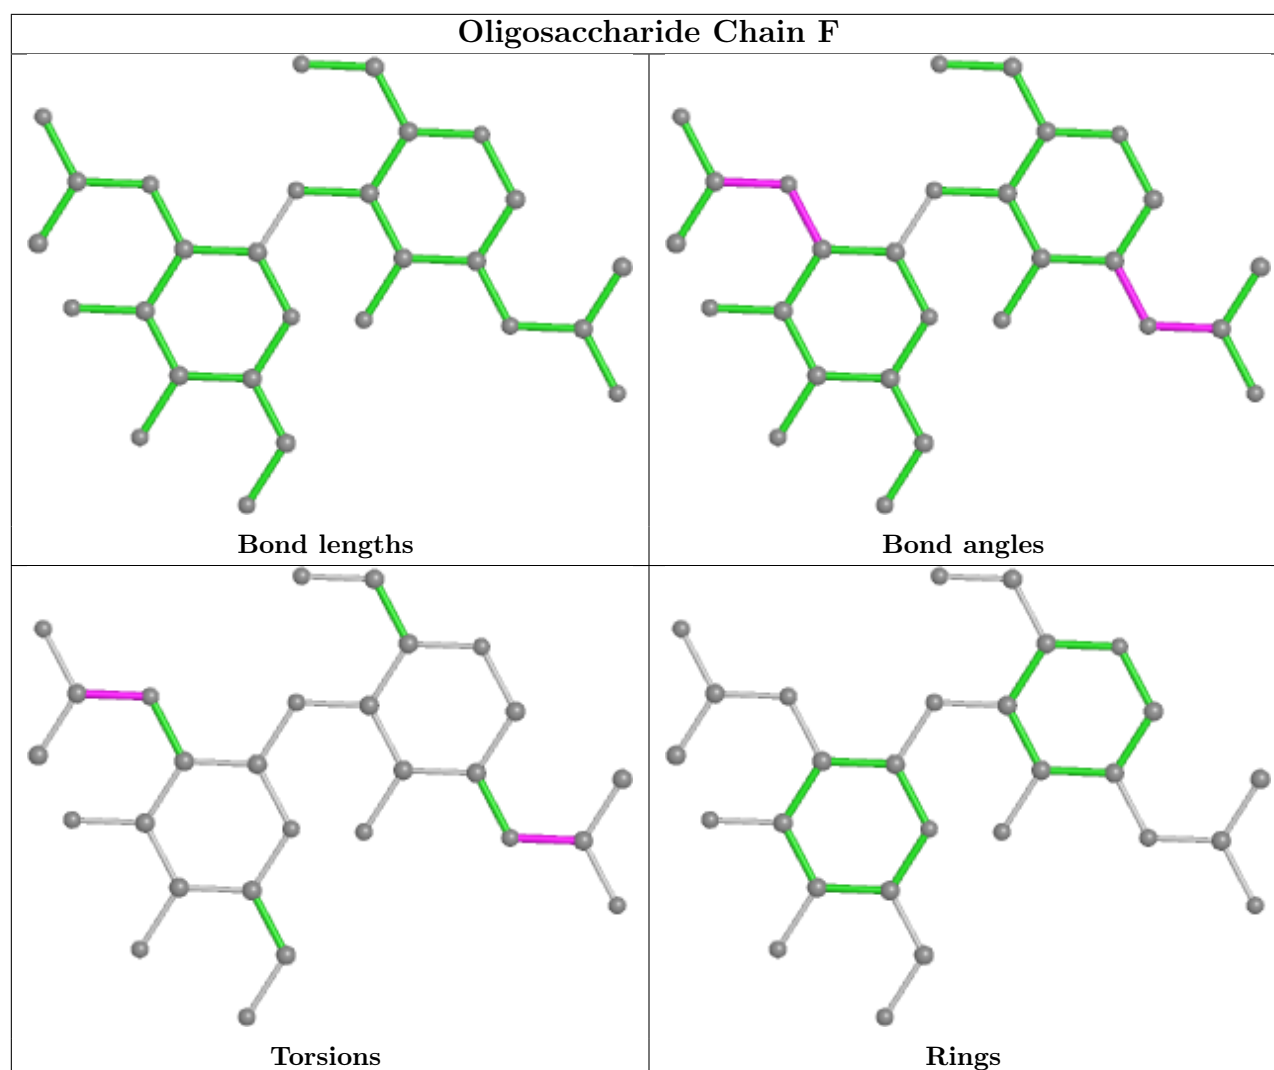 Oligosaccharide Chain F
Bond lengths
Bond angles
Torsions
Rings